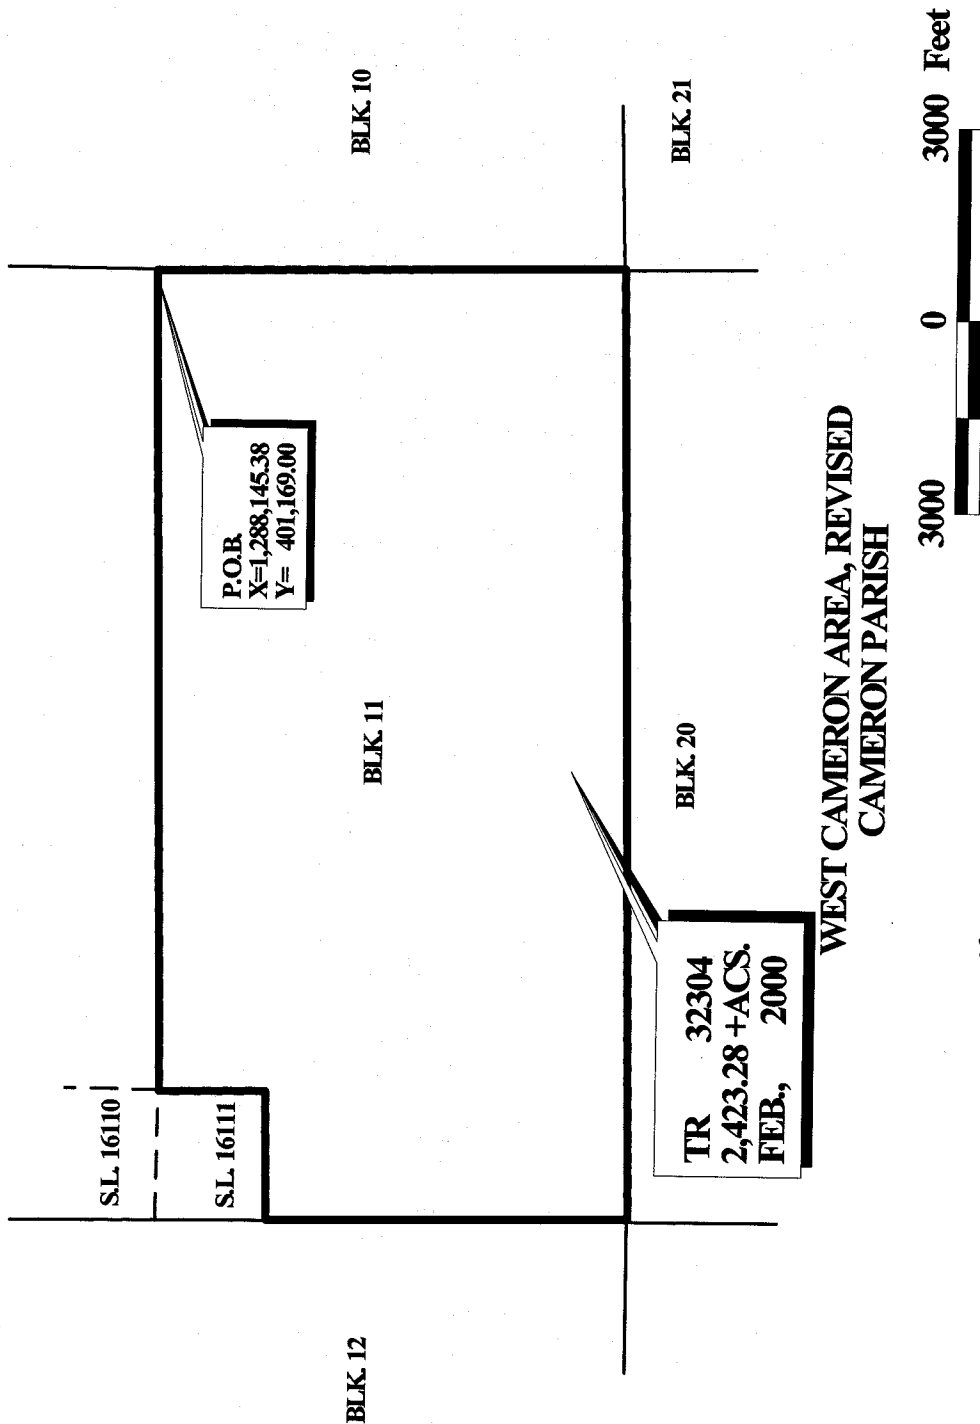 S.L. 16110
S.L. 16111
BLK. 12
BLK. 11
BLK. 10
P.O.B.
X=1,288,145.38
Y= 401,169.00
BLK. 20
BLK. 21
TR 32304
2,423.28 +ACS.
FEB., 2000
WEST CAMERON AREA, REVISED
CAMERON PARISH
3000 0 3000 Feet